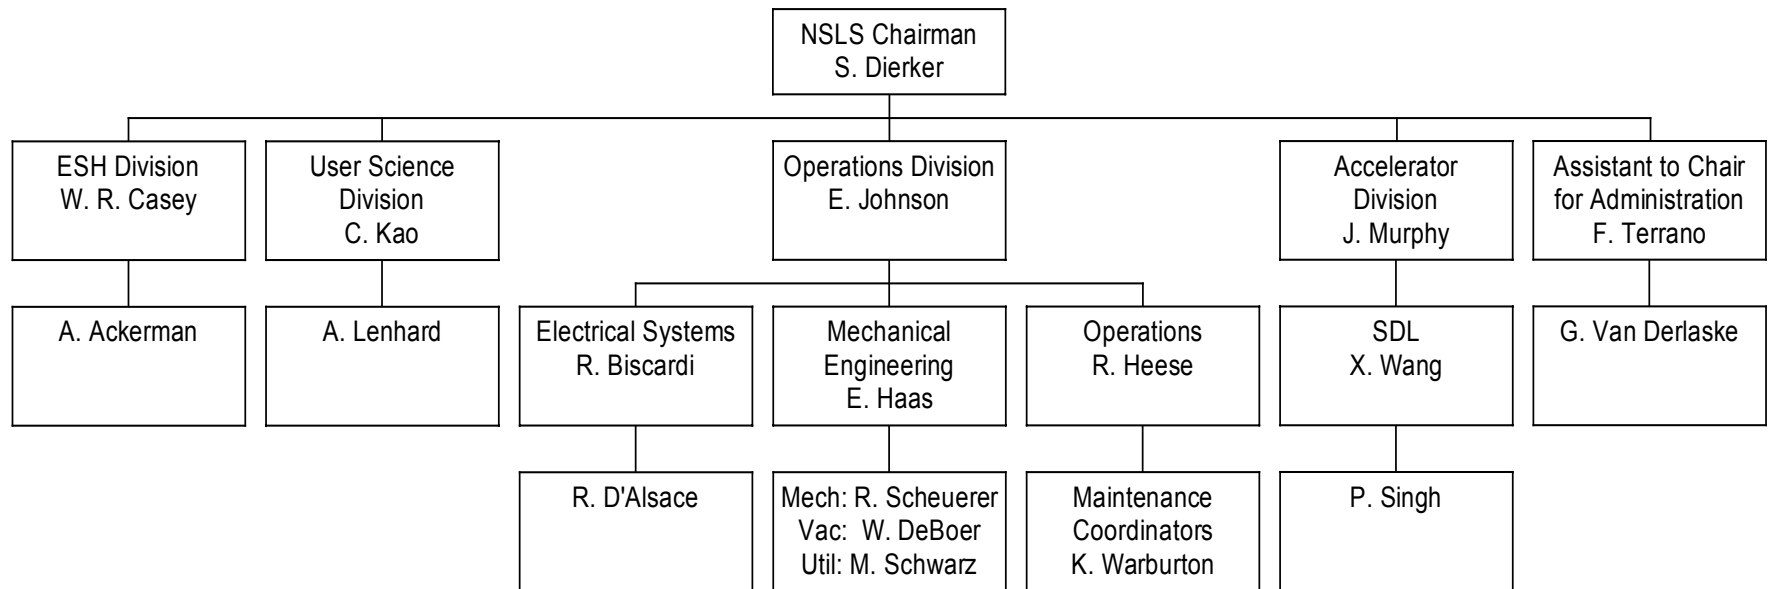 NSLS Chairman
S. Dierker
ESH Division
W. R. Casey
User Science
Division
C. Kao
Operations Division
E. Johnson
Accelerator
Division
J. Murphy
Assistant to Chair
for Administration
F. Terrano
A. Ackerman
A. Lenhard
Electrical Systems
R. Biscardi
Mechanical
Engineering
E. Haas
Operations
R. Heese
SDL
X. Wang
G. Van Derlaske
R. D'Alsace
Mech: R. Scheuerer
Vac: W. DeBoer
Util: M. Schwarz
Maintenance
Coordinators
K. Warburton
P. Singh